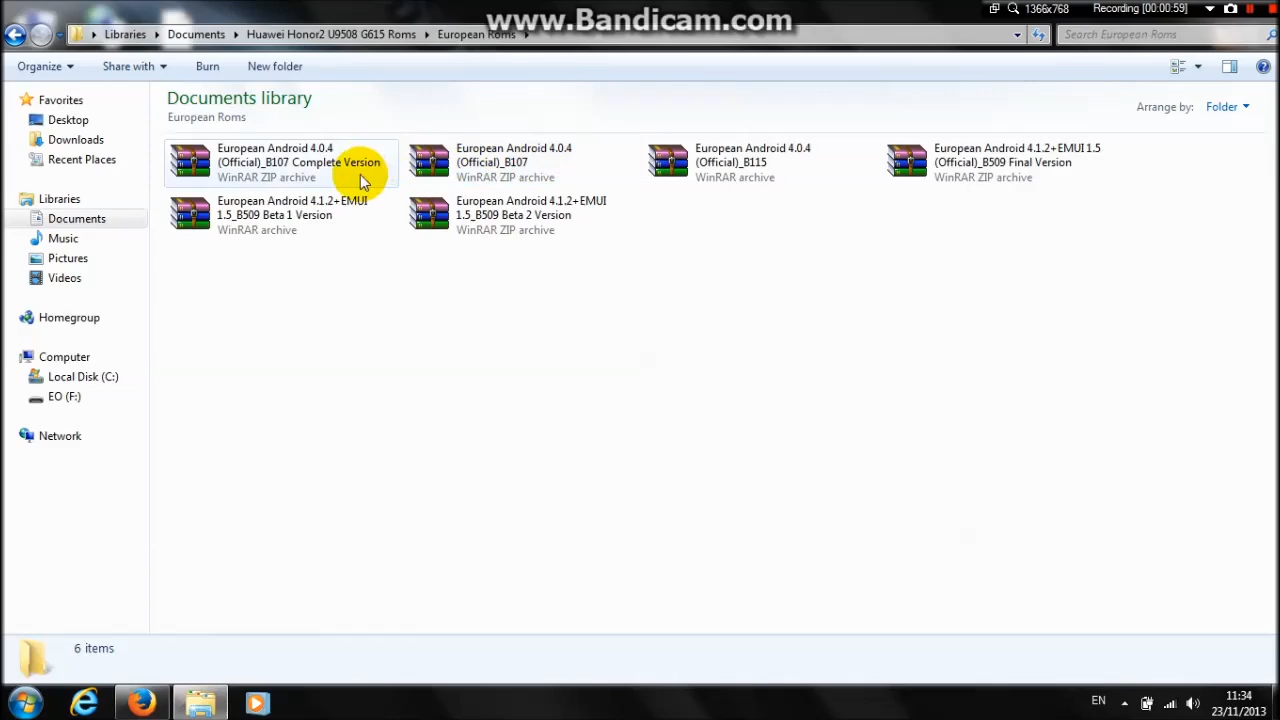 www.Bandicam.com
1366x768
Recording [00:00:59]
Libraries
Documents
Huawei Honor2 U9508 G615 Roms
European Roms
Search European Roms
Organize
Share with
Burn
New folder
Documents library
European Roms
Arrange by:
Folder
Favorites
Desktop
Downloads
Recent Places
Libraries
Documents
Music
Pictures
Videos
Homegroup
Computer
Local Disk (C:)
EO (F:)
Network
European Android 4.0.4
(Official)_B107 Complete Version
WinRAR ZIP archive
European Android 4.0.4
(Official)_B107
WinRAR ZIP archive
European Android 4.0.4
(Official)_B115
WinRAR archive
European Android 4.1.2+EMUI 1.5
(Official)_B509 Final Version
WinRAR ZIP archive
European Android 4.1.2+EMUI
1.5_B509 Beta 1 Version
WinRAR archive
European Android 4.1.2+EMUI
1.5_B509 Beta 2 Version
WinRAR ZIP archive
6 items
EN
11:34
23/11/2013